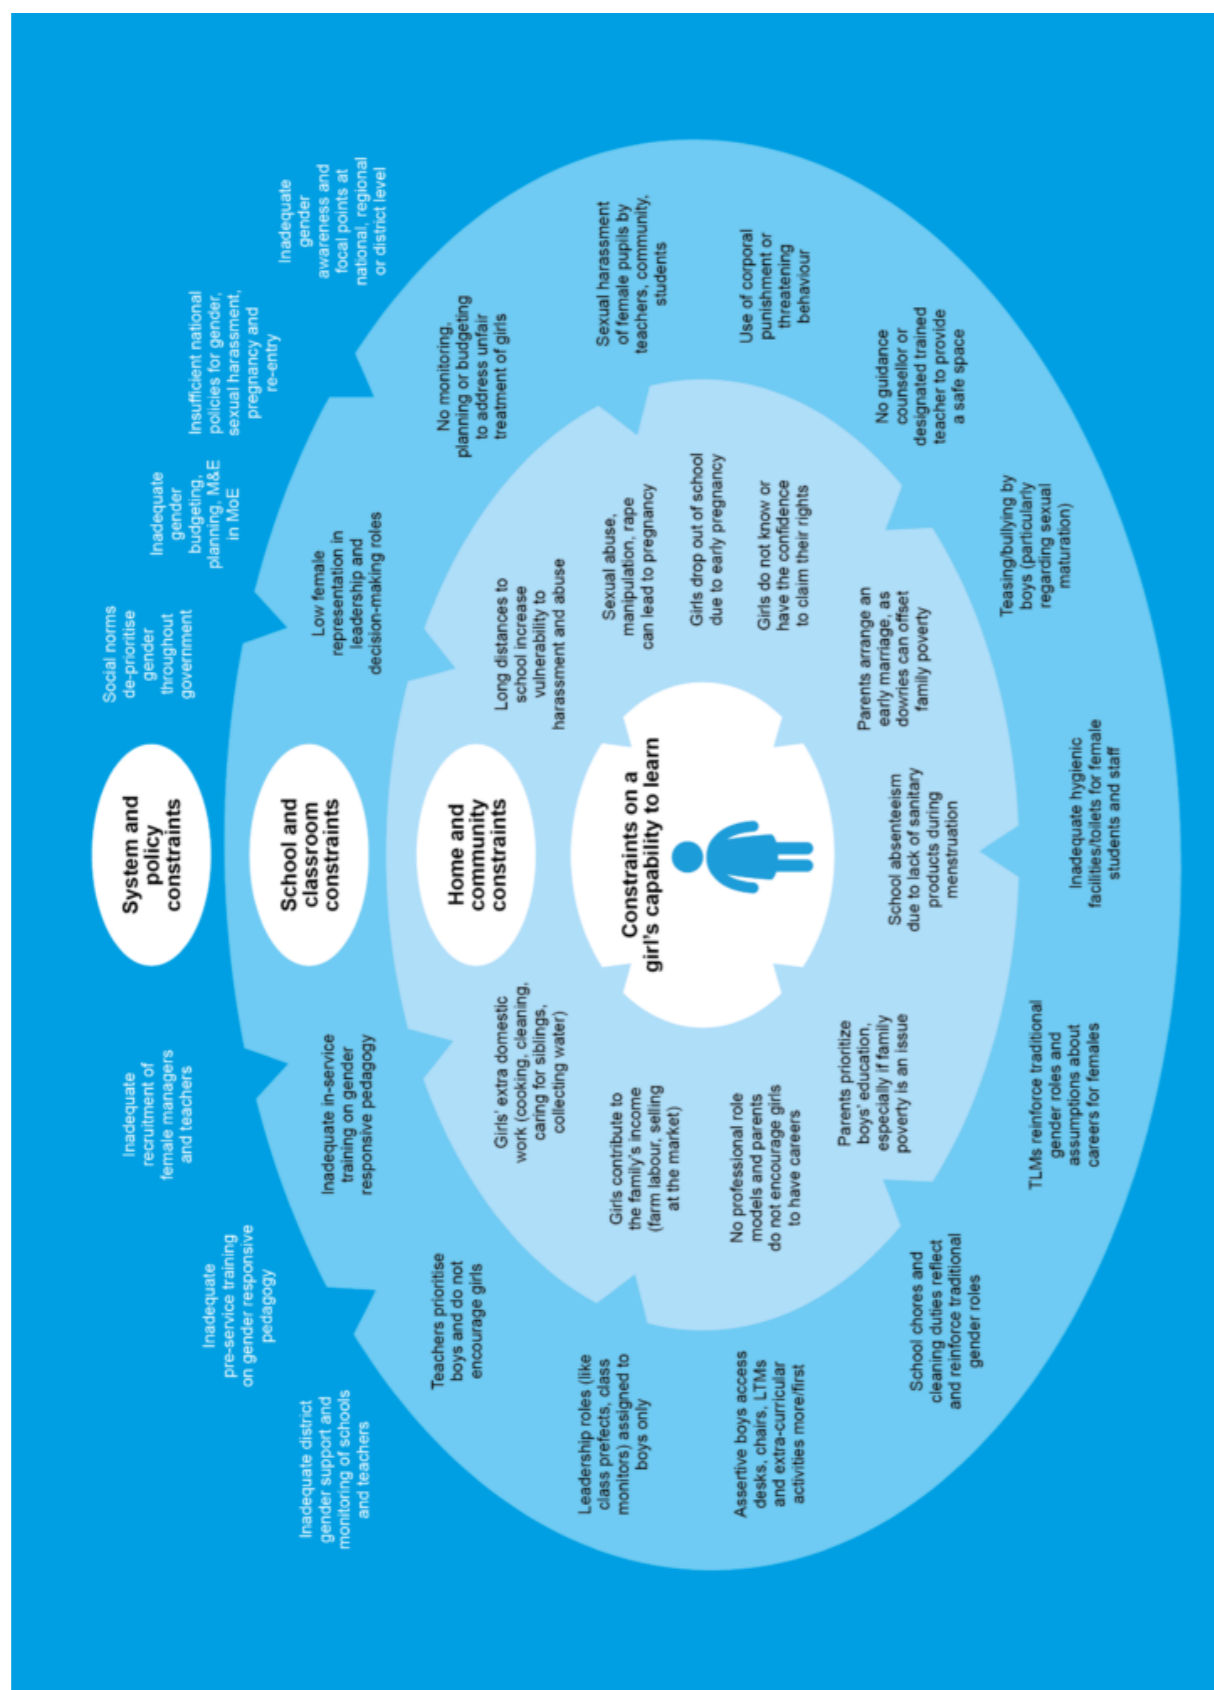 System and
policy
constraints
Inadequate
recruitment of
female managers
and teachers
Inadequate
pre-service training
on gender responsive
pedagogy
Inadequate district
gender support and
monitoring of schools
and teachers
Social norms
de-prioritise
gender
throughout
government
Inadequate
gender
budgeting,
planning, M&E
in MoE
Insufficient national
policies for gender,
sexual harassment,
pregnancy and
re-entry
Inadequate
gender
awareness and
focal points at
national, regional
or district level
School and
classroom
constraints
Inadequate in-service
training on gender
responsive pedagogy
Teachers prioritise
boys and do not
encourage girls
Leadership roles (like
class prefects, class
monitors) assigned to
boys only
Assertive boys access
desks, chairs, LTMs
and extra-curricular
activities more/first
School chores and
cleaning duties reflect
and reinforce traditional
gender roles
TLMs reinforce traditional
gender roles and
assumptions about
careers for females
Inadequate hygienic
facilities/toilets for female
students and staff
Teasing/bullying by
boys (particularly
regarding sexual
maturation)
No guidance
counsellor or
designated trained
teacher to provide
a safe space
Use of corporal
punishment or
threatening
behaviour
Sexual harassment
of female pupils by
teachers, community,
students
No monitoring,
planning or budgeting
to address unfair
treatment of girls
Low female
representation in
leadership and
decision-making roles
Home and
community
constraints
Girls' extra domestic
work (cooking, cleaning,
caring for siblings,
collecting water)
Girls contribute to
the family's income
(farm labour, selling
at the market)
No professional role
models and parents
do not encourage girls
to have careers
Parents prioritize
boys' education,
especially if family
poverty is an issue
School absenteeism
due to lack of sanitary
products during
menstruation
Parents arrange an
early marriage, as
dowries can offset
family poverty
Girls do not know or
have the confidence
to claim their rights
Girls drop out of school
due to early pregnancy
Sexual abuse,
manipulation, rape
can lead to pregnancy
Long distances to
school increase
vulnerability to
harassment and abuse
Constraints on a
girl's capability to learn